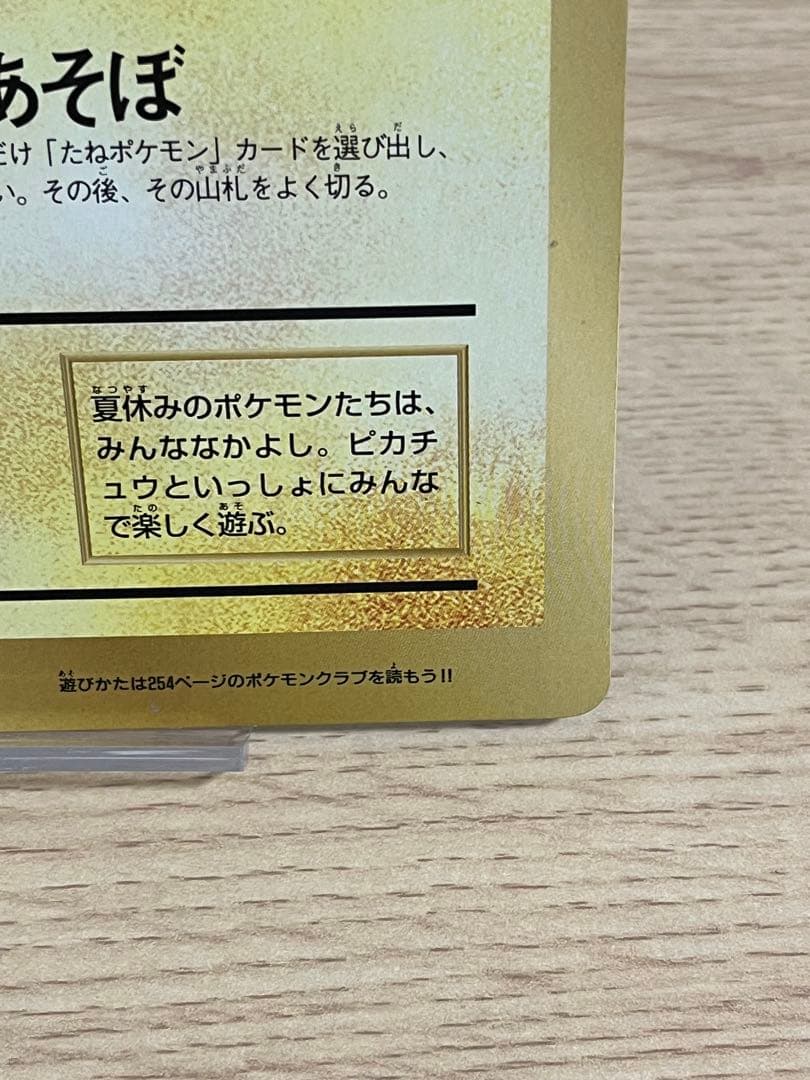 あそぼ
だけ「たねポケモン」カードを選び出し、
い。その後、その山札をよく切る。
夏休みのポケモンたちは、
みんななかよし。ピカチ
ュウといっしょにみんな
で楽しく遊ぶ。
遊びかたは254ページのポケモンクラブを読もう!!